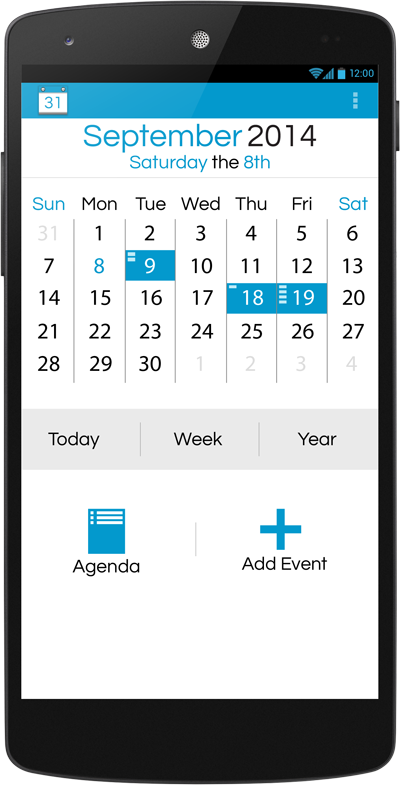 12:00
31
September 2014
Saturday the 8th
Sun Mon Tue Wed Thu Fri Sat
31 1 2 3 4 5 6
7 8 9 10 11 12 13
14 15 16 17 18 19 20
21 22 23 24 25 26 27
28 29 30 1 2 3 4
Today Week Year
Agenda Add Event